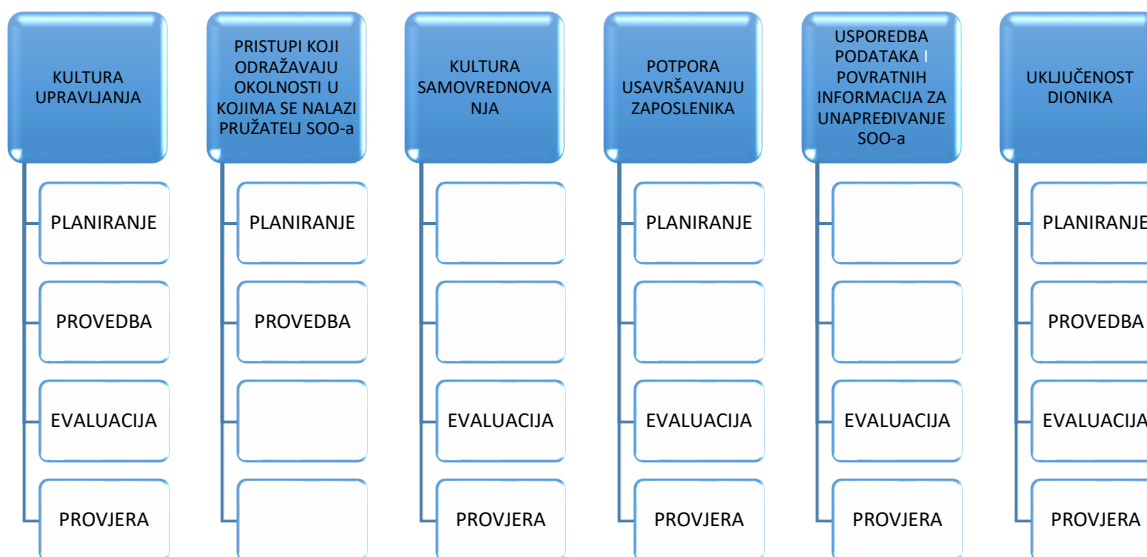 KULTURA
UPRAVLJANJA
PLANIRANJE
PROVEDBA
EVALUACIJA
PROVJERA
PRISTUPI KOJI
ODRAŽAVAJU
OKOLNOSTI U
KOJIMA SE NALAZI
PRUŽATELJ SOO-a
PLANIRANJE
PROVEDBA
KULTURA
SAMOVREDNOVA
NJA
EVALUACIJA
PROVJERA
POTPORA
USAVRŠAVANJU
ZAPOSLENIKA
PLANIRANJE
EVALUACIJA
PROVJERA
USPOREDBA
PODATAKA I
POVRATNIH
INFORMACIJA ZA
UNAPREĐIVANJE
SOO-a
EVALUACIJA
PROVJERA
UKLJUČENOST
DIONIKA
PLANIRANJE
PROVEDBA
EVALUACIJA
PROVJERA